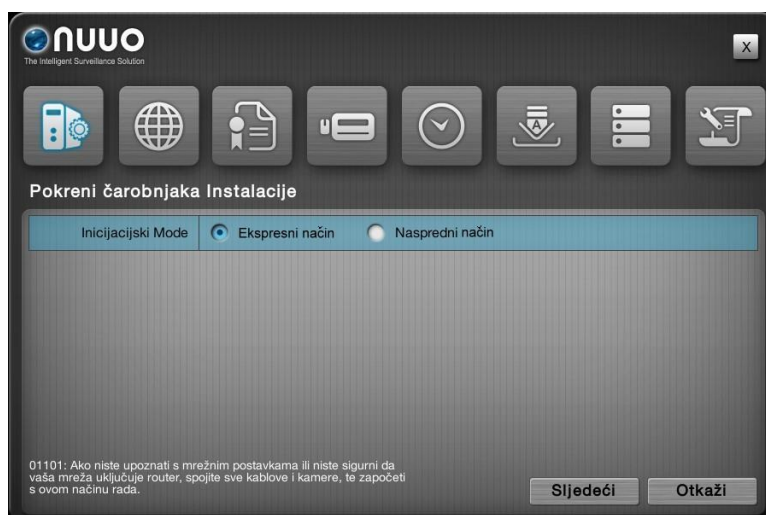 nuuo
The Intelligent Surveillance Solution
X
A
Pokreni čarobnjaka Instalacije
Inicijacijski Mode Ekspresni način Naspredni način
01101: Ako niste upoznati s mrežnim postavkama ili niste sigurni da
vaša mreža uključuje router, spojite sve kablove i kamere, te započeti
s ovom načinu rada.
Sljedeći Otkaži